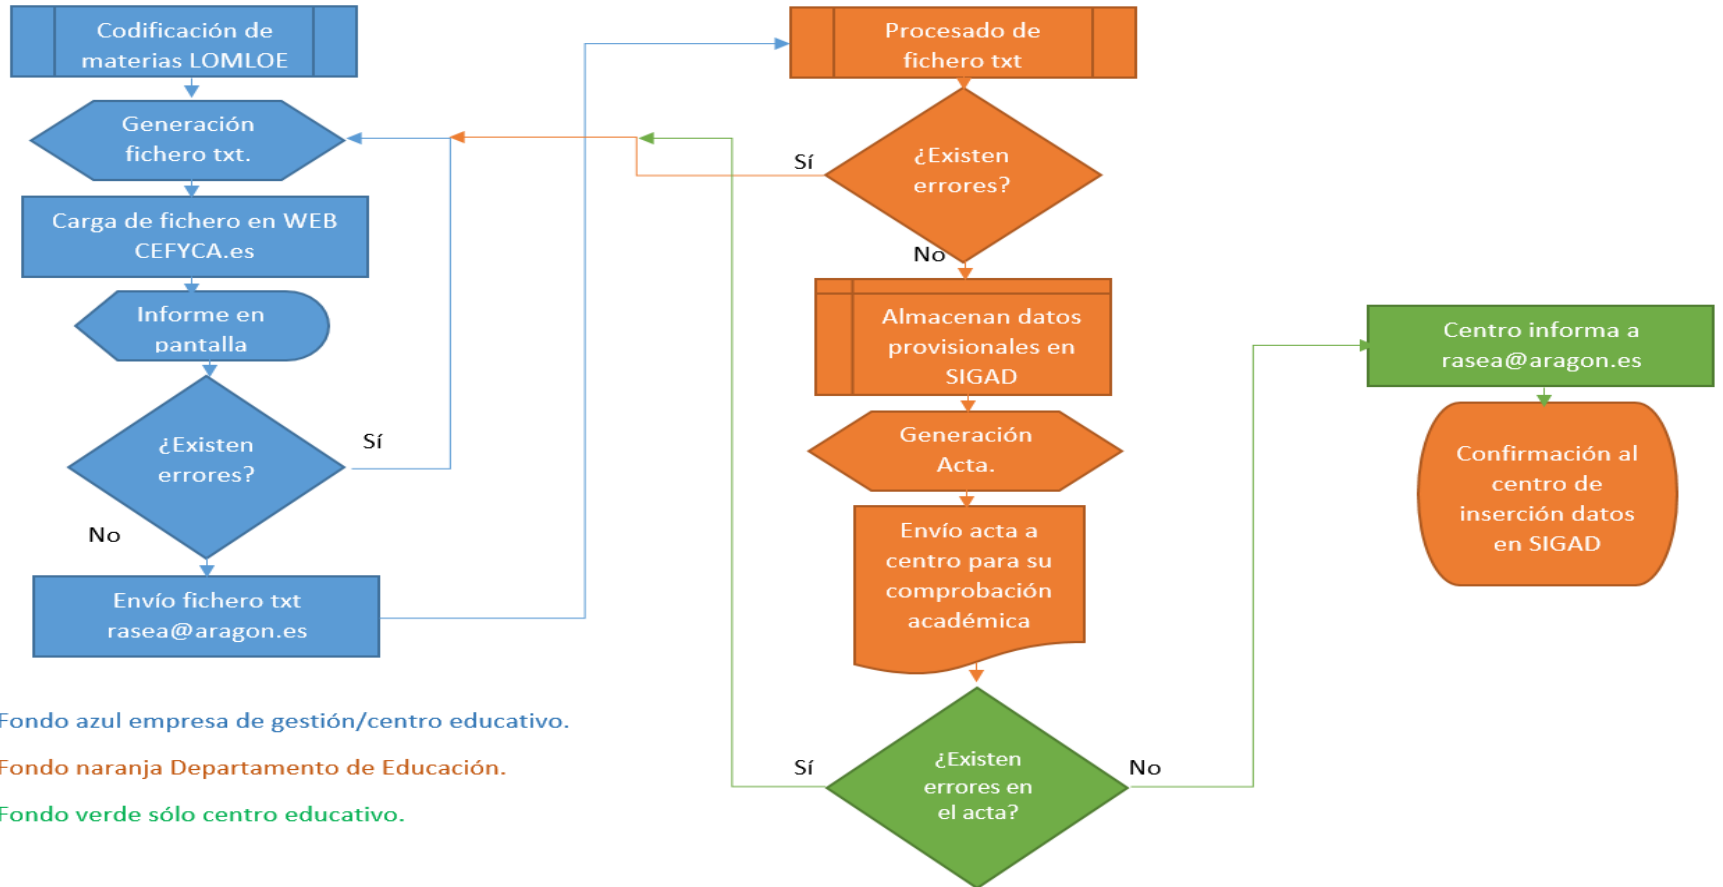 Codificación de
materias LOMLOE
Generación
fichero txt.
Carga de fichero en WEB
CEFYCA.es
Informe en
pantalla
¿Existen
errores?
Sí
No
Envío fichero txt
rasea@aragon.es
Procesado de
fichero txt
¿Existen
errores?
Sí
No
Almacenan datos
provisionales en
SIGAD
Generación
Acta.
Envío acta a
centro para su
comprobación
académica
¿Existen
errores en
el acta?
Sí
No
Centro informa a
rasea@aragon.es
Confirmación al
centro de
inserción datos
en SIGAD
Fondo azul empresa de gestión/centro educativo.
Fondo naranja Departamento de Educación.
Fondo verde sólo centro educativo.